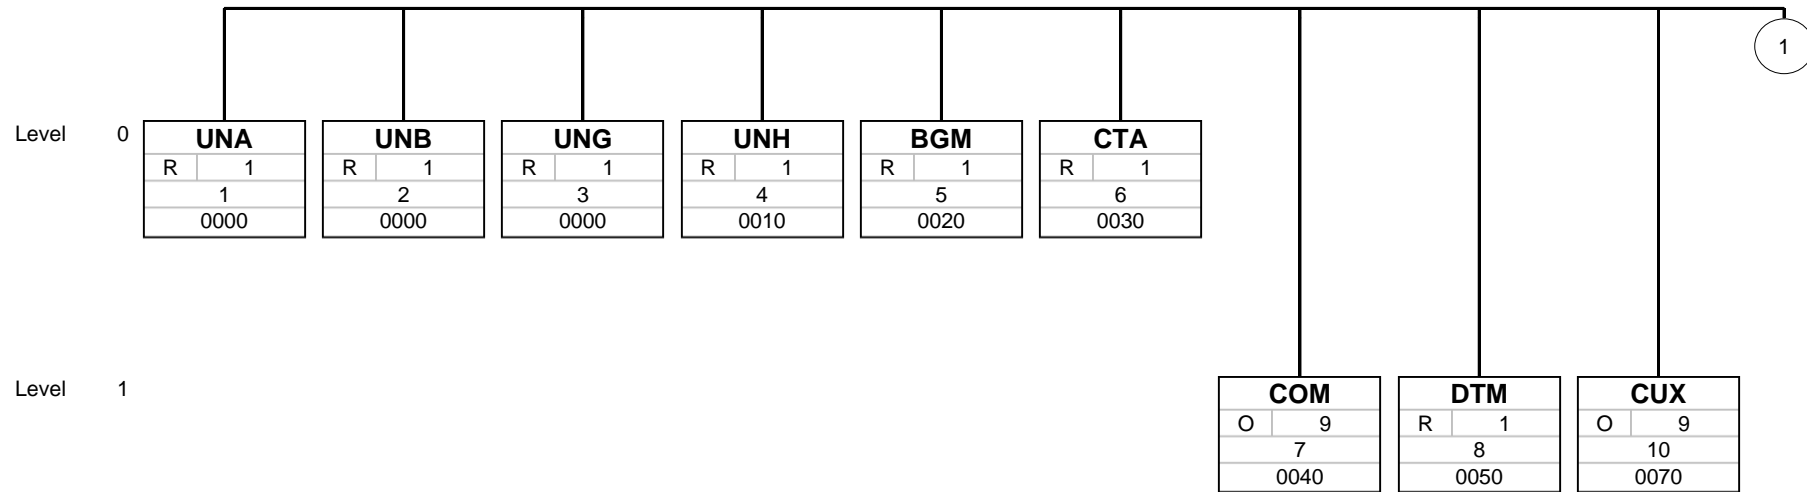 1
Level 0
UNA UNB UNG UNH BGM CTA
R 1 R 1 R 1 R 1 R 1 R 1
1 2 3 4 5 6
0000 0000 0000 0010 0020 0030
Level 1
COM DTM CUX
O 9 R 1 O 9
7 8 10
0040 0050 0070